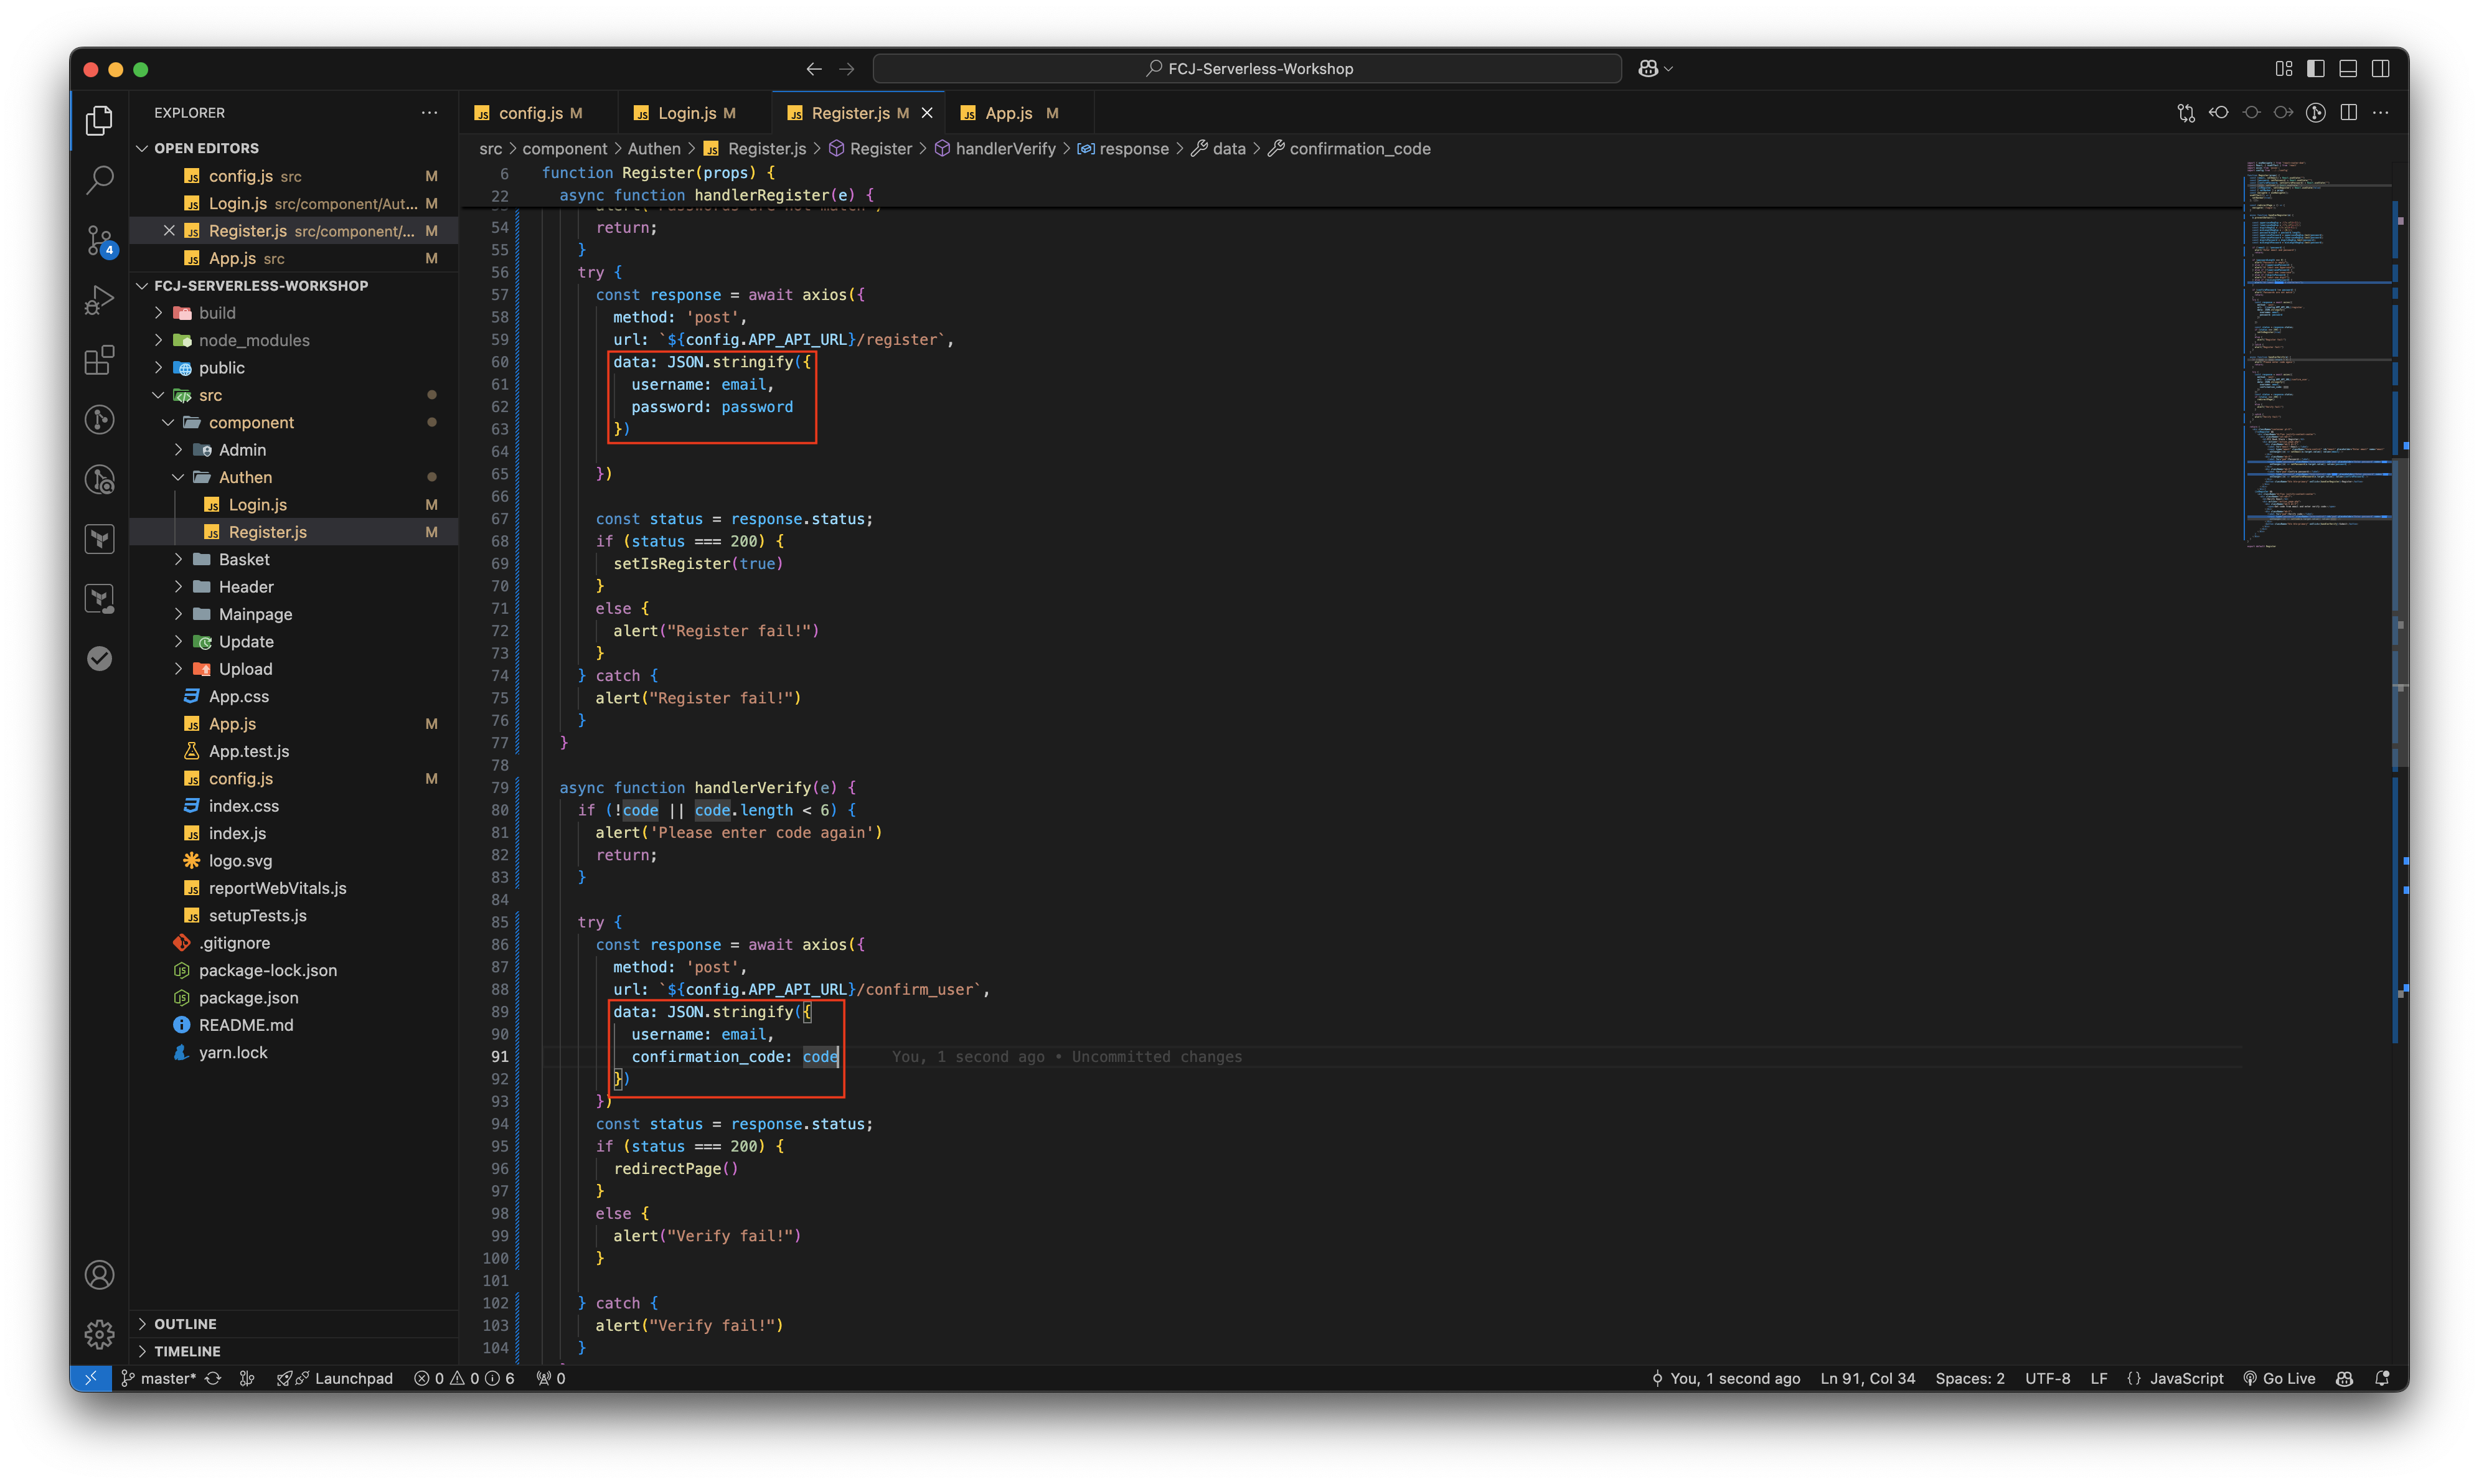 FCJ-Serverless-Workshop
EXPLORER
OPEN EDITORS
config.js src M
Login.js src/component/Aut... M
Register.js src/component/... M
App.js src M
FCJ-SERVERLESS-WORKSHOP
build
node_modules
public
src
component
Admin
Authen
Login.js M
Register.js M
Basket
Header
Mainpage
Update
Upload
App.css
App.js M
App.test.js
config.js M
index.css
index.js
logo.svg
reportWebVitals.js
setupTests.js
.gitignore
package-lock.json
package.json
README.md
yarn.lock
OUTLINE
TIMELINE
4
config.js M Login.js M Register.js M App.js M
src > component > Authen > Register.js > Register > handlerVerify > response > data > confirmation_code
6 function Register(props) {
22 async function handlerRegister(e) {
54 return;
55 }
56 try {
57 const response = await axios({
58 method: 'post',
59 url: `${config.APP_API_URL}/register`,
60 data: JSON.stringify({
61 username: email,
62 password: password
63 })
64
65 })
66
67 const status = response.status;
68 if (status === 200) {
69 setIsRegister(true)
70 }
71 else {
72 alert("Register fail!")
73 }
74 } catch {
75 alert("Register fail!")
76 }
77 }
78
79 async function handlerVerify(e) {
80 if (!code || code.length < 6) {
81 alert('Please enter code again')
82 return;
83 }
84
85 try {
86 const response = await axios({
87 method: 'post',
88 url: `${config.APP_API_URL}/confirm_user`,
89 data: JSON.stringify({
90 username: email,
91 confirmation_code: code You, 1 second ago • Uncommitted changes
92 })
93 })
94 const status = response.status;
95 if (status === 200) {
96 redirectPage()
97 }
98 else {
99 alert("Verify fail!")
100 }
101
102 } catch {
103 alert("Verify fail!")
104 }
master* Launchpad 0 0 6 0 You, 1 second ago Ln 91, Col 34 Spaces: 2 UTF-8 LF {} JavaScript Go Live